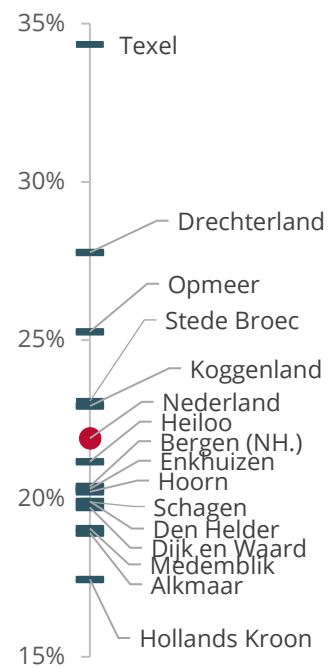 35%
Texel
30%
Drechterland
Opmeer
Stede Broec
25%
Koggenland
Nederland
Heiloo
Bergen (NH.)
Enkhuizen
Hoorn
20%
Schagen
Den Helder
Dijk en Waard
Medemblik
Alkmaar
Hollands Kroon
15%